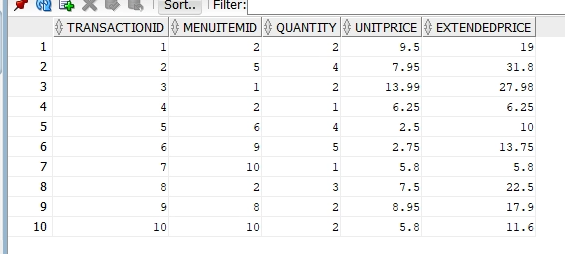 Sort.. Filter:
TRANSACTIONID MENUITEMID QUANTITY UNITPRICE EXTENDEDPRICE
1 1 2 2 9.5 19
2 2 5 4 7.95 31.8
3 3 1 2 13.99 27.98
4 4 2 1 6.25 6.25
5 5 6 4 2.5 10
6 6 9 5 2.75 13.75
7 7 10 1 5.8 5.8
8 8 2 3 7.5 22.5
9 9 8 2 8.95 17.9
10 10 10 2 5.8 11.6